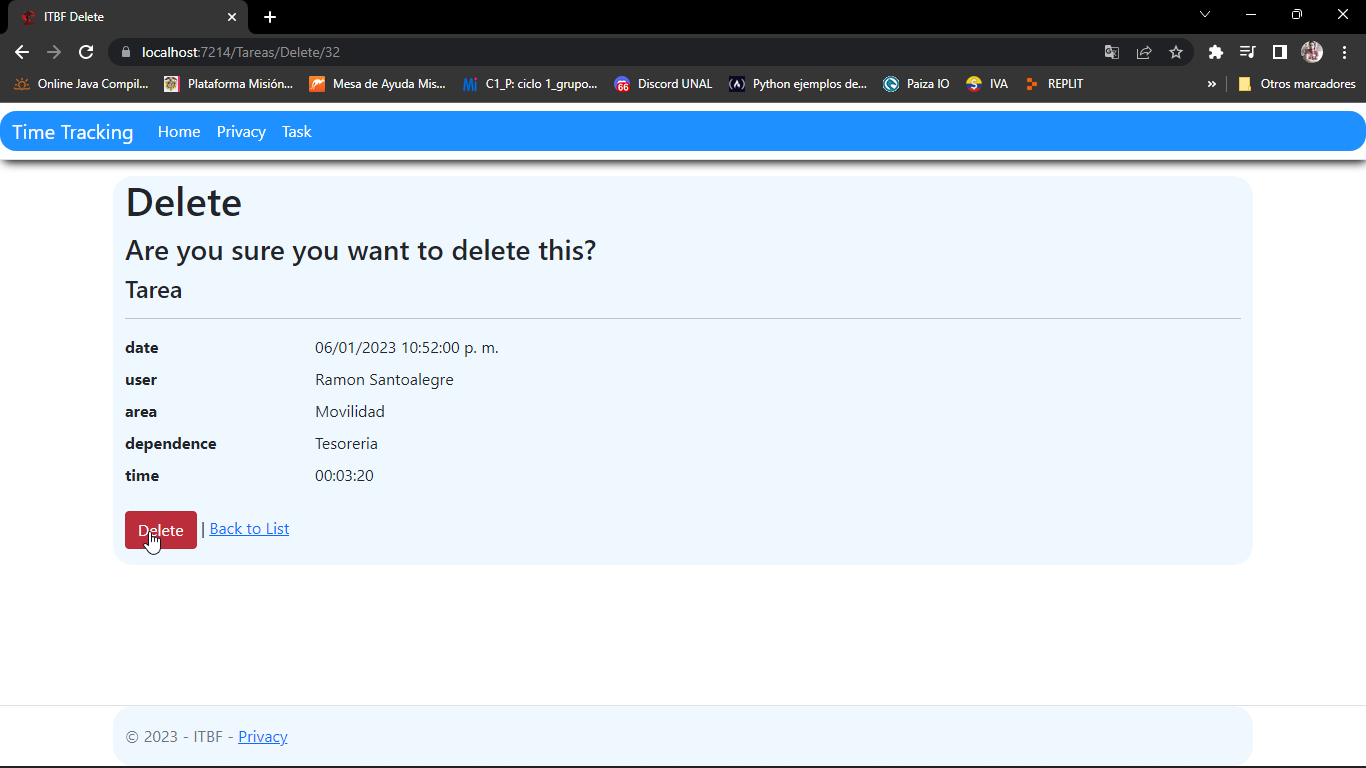 ITBF Delete
localhost:7214/Tareas/Delete/32
Online Java Compil... Plataforma Misión... Mesa de Ayuda Mis... C1_P: ciclo 1_grupo... Discord UNAL Python ejemplos de... Paiza IO IVA REPLIT » Otros marcadores
Time Tracking Home Privacy Task
Delete
Are you sure you want to delete this?
Tarea
date 06/01/2023 10:52:00 p. m.
user Ramon Santoalegre
area Movilidad
dependence Tesoreria
time 00:03:20
Delete | Back to List
© 2023 - ITBF - Privacy